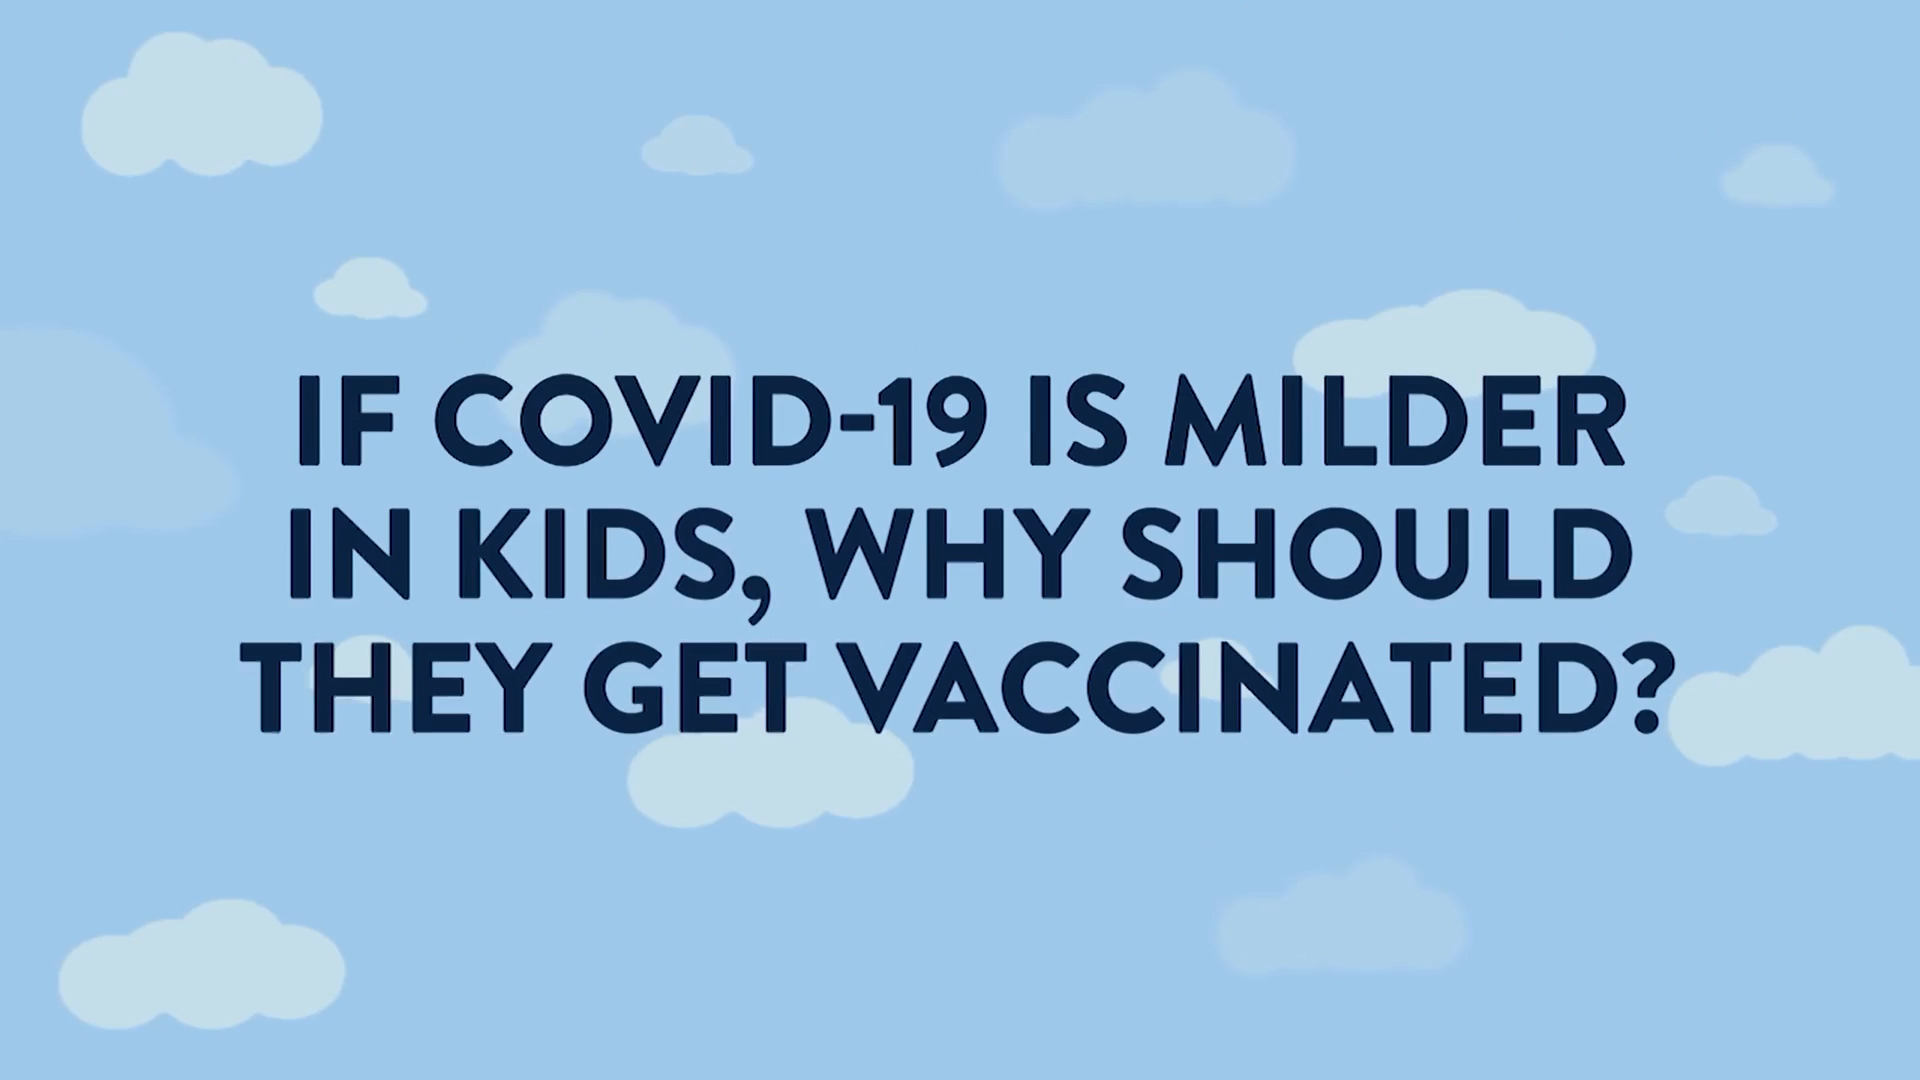 IF COVID-19 IS MILDER
IN KIDS, WHY SHOULD
THEY GET VACCINATED?